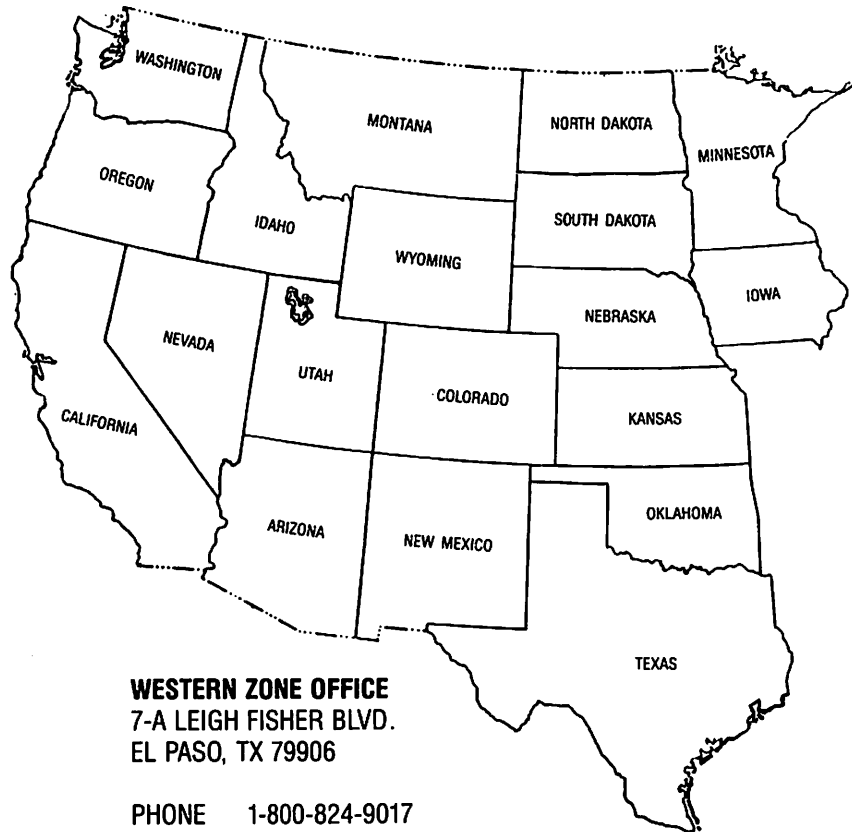 WASHINGTON
MONTANA
NORTH DAKOTA
MINNESOTA
OREGON
IDAHO
SOUTH DAKOTA
WYOMING
IOWA
NEBRASKA
NEVADA
UTAH
COLORADO
CALIFORNIA
KANSAS
ARIZONA
NEW MEXICO
OKLAHOMA
TEXAS
WESTERN ZONE OFFICE
7-A LEIGH FISHER BLVD.
EL PASO, TX 79906
PHONE 1-800-824-9017